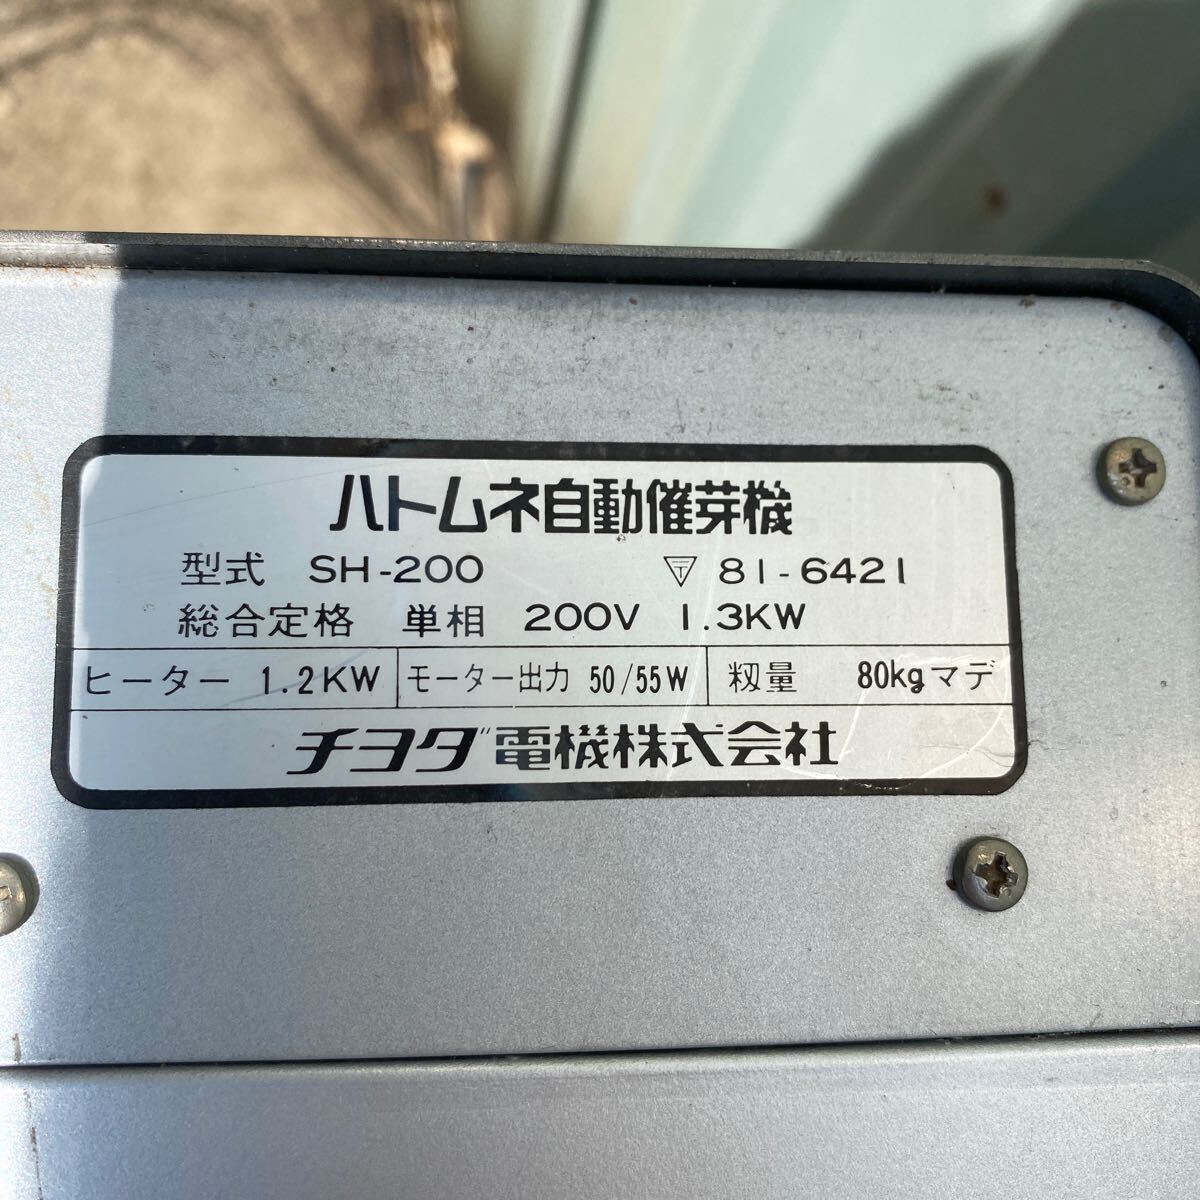 ハトムネ自動催芽機
型式 SH-200 81-6421
総合定格 単相 200V 1.3KW
ヒーター 1.2KW モーター出力 50/55W 籾量 80kgマデ
チヨダ電機株式会社